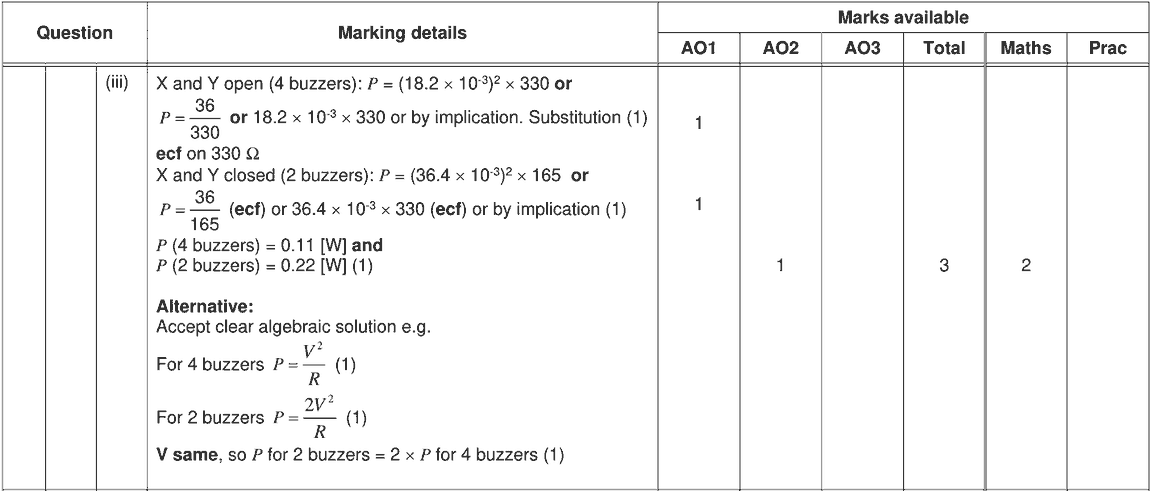 Question
Marking details
Marks available
AO1 AO2 AO3 Total Maths Prac
(iii) X and Y open (4 buzzers): P = (18.2 × 10⁻³)² × 330 or
P = 36/330 or 18.2 × 10⁻³ × 330 or by implication. Substitution (1) 1
ecf on 330 Ω
X and Y closed (2 buzzers): P = (36.4 × 10⁻³)² × 165 or
P = 36/165 (ecf) or 36.4 × 10⁻³ × 330 (ecf) or by implication (1) 1
P (4 buzzers) = 0.11 [W] and
P (2 buzzers) = 0.22 [W] (1) 1 3 2
Alternative:
Accept clear algebraic solution e.g.
For 4 buzzers P = V²/R (1)
For 2 buzzers P = 2V²/R (1)
V same, so P for 2 buzzers = 2 × P for 4 buzzers (1)